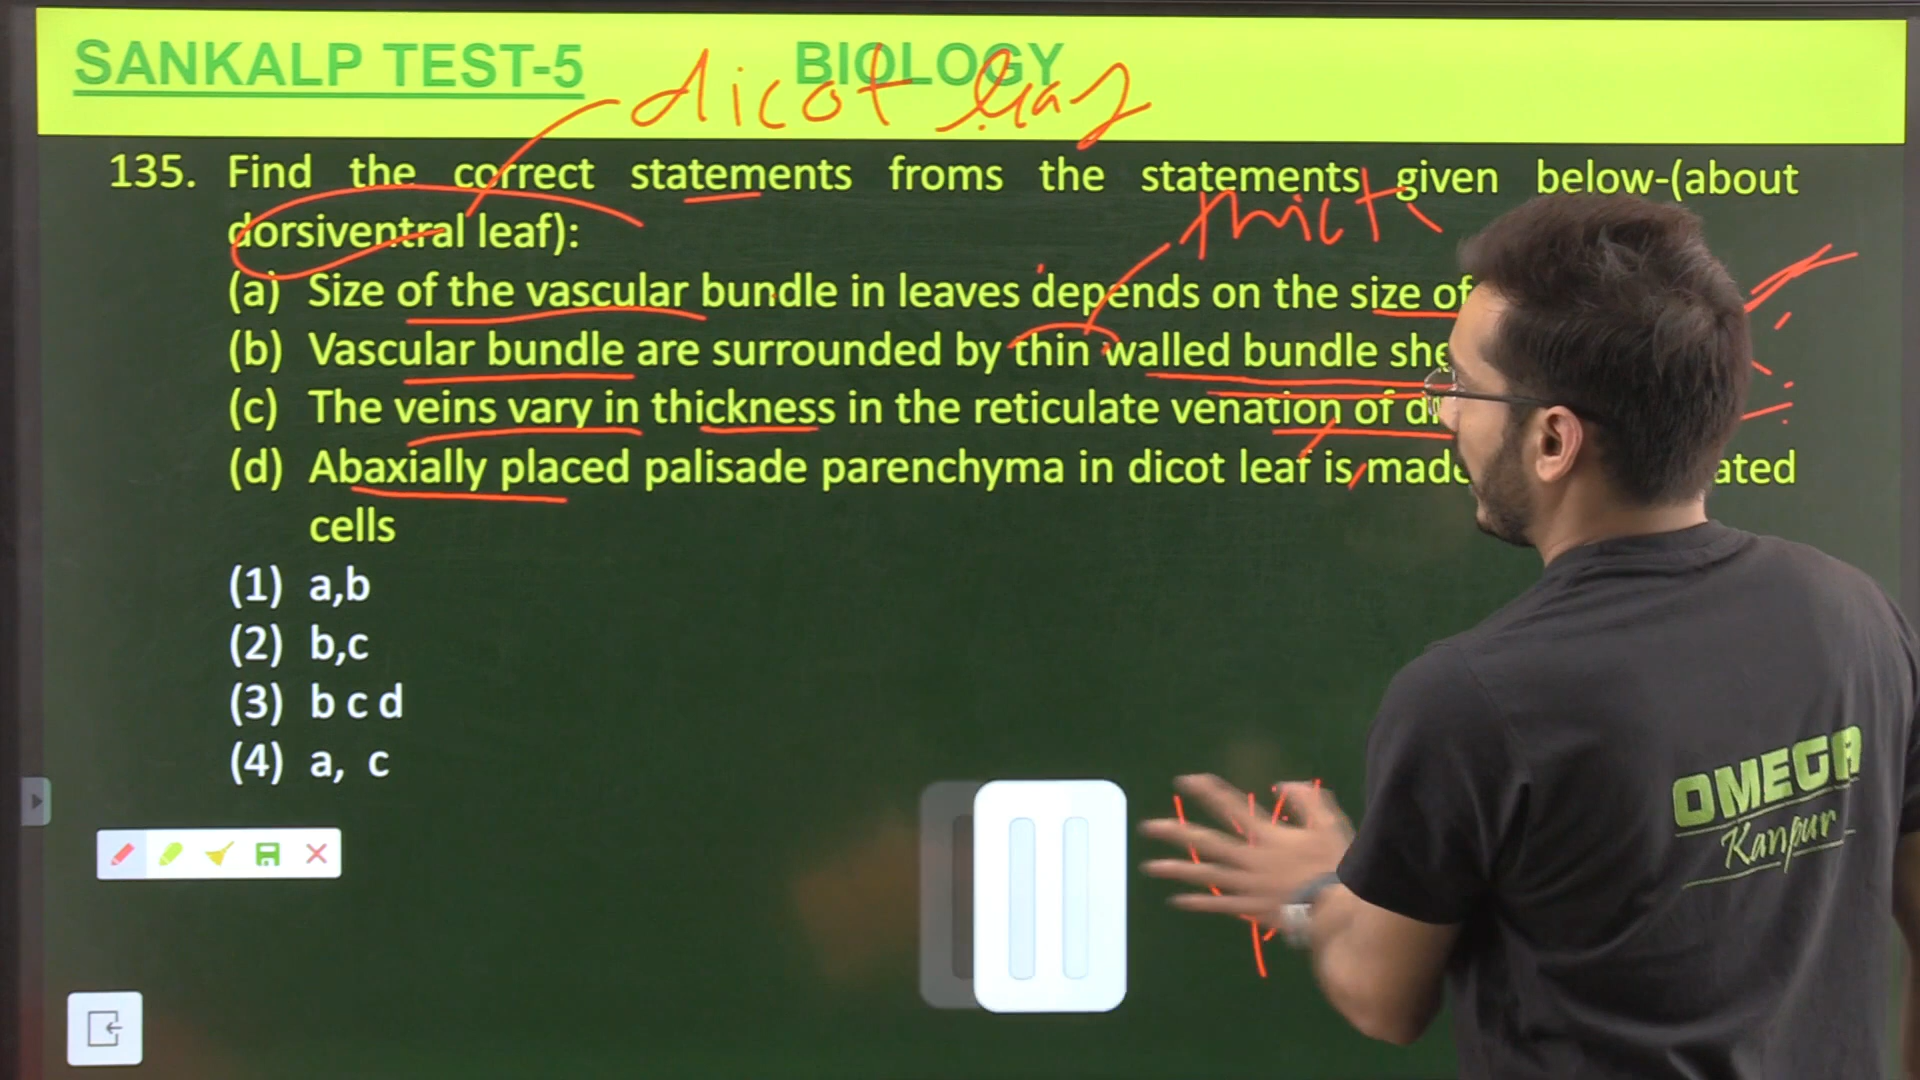 SANKALP TEST-5 BIOLOGY
dicot leaf
135. Find the correct statements froms the statements given below-(about
dorsiventral leaf):
thick
(a) Size of the vascular bundle in leaves depends on the size of
(b) Vascular bundle are surrounded by thin walled bundle she
(c) The veins vary in thickness in the reticulate venation of di
(d) Abaxially placed palisade parenchyma in dicot leaf is made ated
cells
(1) a,b
(2) b,c
(3) b c d
(4) a, c
OMEGA
Kanpur